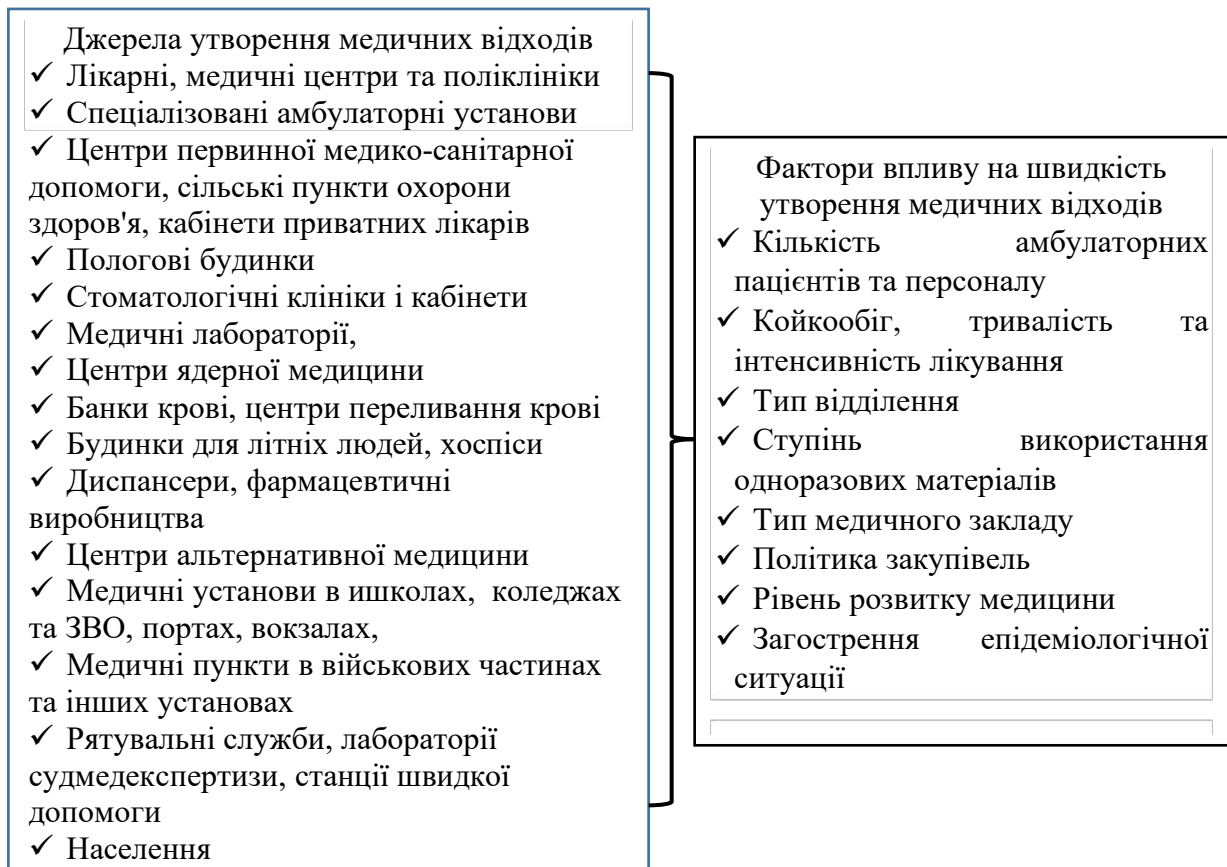 Джерела утворення медичних відходів
✓ Лікарні, медичні центри та поліклініки
✓ Спеціалізовані амбулаторні установи
✓ Центри первинної медико-санітарної
допомоги, сільські пункти охорони
здоров'я, кабінети приватних лікарів
✓ Пологові будинки
✓ Стоматологічні клініки і кабінети
✓ Медичні лабораторії,
✓ Центри ядерної медицини
✓ Банки крові, центри переливання крові
✓ Будинки для літніх людей, хоспіси
✓ Диспансери, фармацевтичні
виробництва
✓ Центри альтернативної медицини
✓ Медичні установи в ишколах, коледжах
та ЗВО, портах, вокзалах,
✓ Медичні пункти в військових частинах
та інших установах
✓ Рятувальні служби, лабораторії
судмедекспертизи, станції швидкої
допомоги
✓ Населення
Фактори впливу на швидкість
утворення медичних відходів
✓ Кількість амбулаторних
пацієнтів та персоналу
✓ Койкообіг, тривалість та
інтенсивність лікування
✓ Тип відділення
✓ Ступінь використання
одноразових матеріалів
✓ Тип медичного закладу
✓ Політика закупівель
✓ Рівень розвитку медицини
✓ Загострення епідеміологічної
ситуації